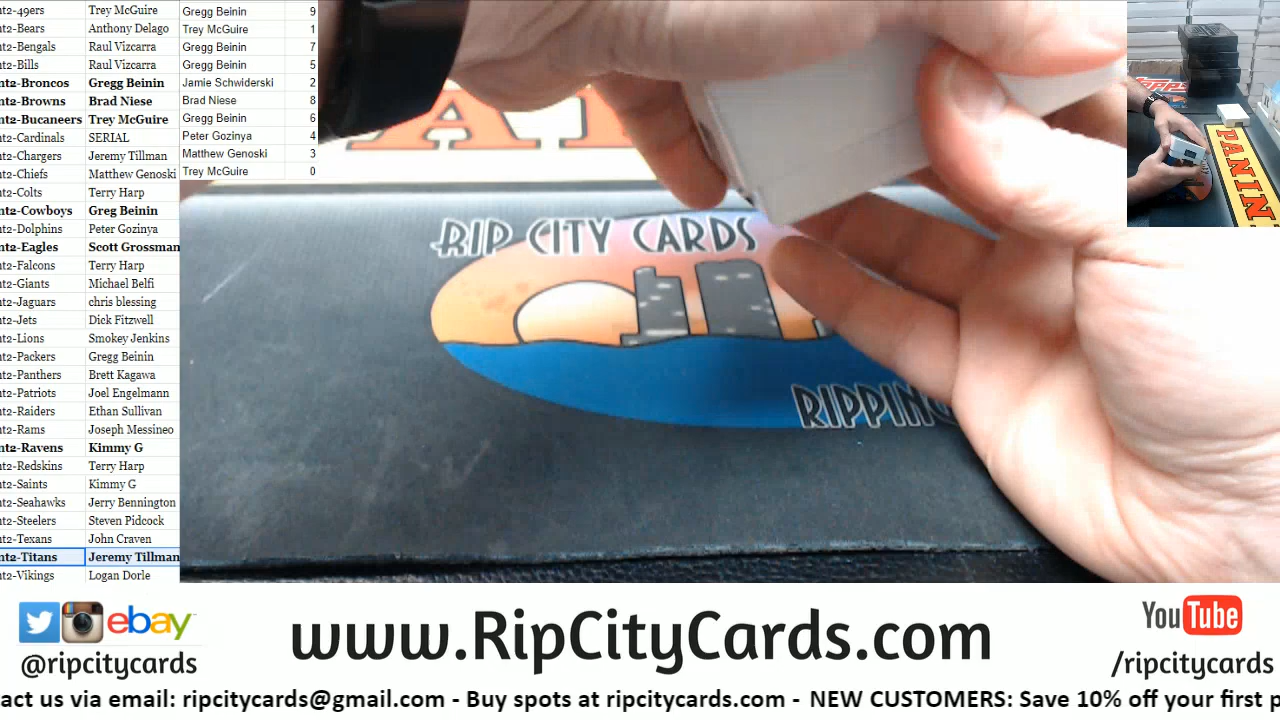 nt2-49ers Trey McGuire
nt2-Bears Anthony Delago
nt2-Bengals Raul Vizcarra
nt2-Bills Raul Vizcarra
nt2-Broncos Gregg Beinin
nt2-Browns Brad Niese
nt2-Bucaneers Trey McGuire
nt2-Cardinals SERIAL
nt2-Chargers Jeremy Tillman
nt2-Chiefs Matthew Genoski
nt2-Colts Terry Harp
nt2-Cowboys Greg Beinin
nt2-Dolphins Peter Gozinya
nt2-Eagles Scott Grossman
nt2-Falcons Terry Harp
nt2-Giants Michael Belfi
nt2-Jaguars chris blessing
nt2-Jets Dick Fitzwell
nt2-Lions Smokey Jenkins
nt2-Packers Gregg Beinin
nt2-Panthers Brett Kagawa
nt2-Patriots Joel Engelmann
nt2-Raiders Ethan Sullivan
nt2-Rams Joseph Messineo
nt2-Ravens Kimmy G
nt2-Redskins Terry Harp
nt2-Saints Kimmy G
nt2-Seahawks Jerry Bennington
nt2-Steelers Steven Pidcock
nt2-Texans John Craven
nt2-Titans Jeremy Tillman
nt2-Vikings Logan Dorle
Gregg Beinin 9
Trey McGuire 1
Gregg Beinin 7
Gregg Beinin 5
Jamie Schwiderski 2
Brad Niese 8
Gregg Beinin 6
Peter Gozinya 4
Matthew Genoski 3
Trey McGuire 0
RIP CITY CARDS
RIPPING
PANIN
ebay
@ripcitycards
www.RipCityCards.com
YouTube
/ripcitycards
act us via email: ripcitycards@gmail.com - Buy spots at ripcitycards.com - NEW CUSTOMERS: Save 10% off your first p